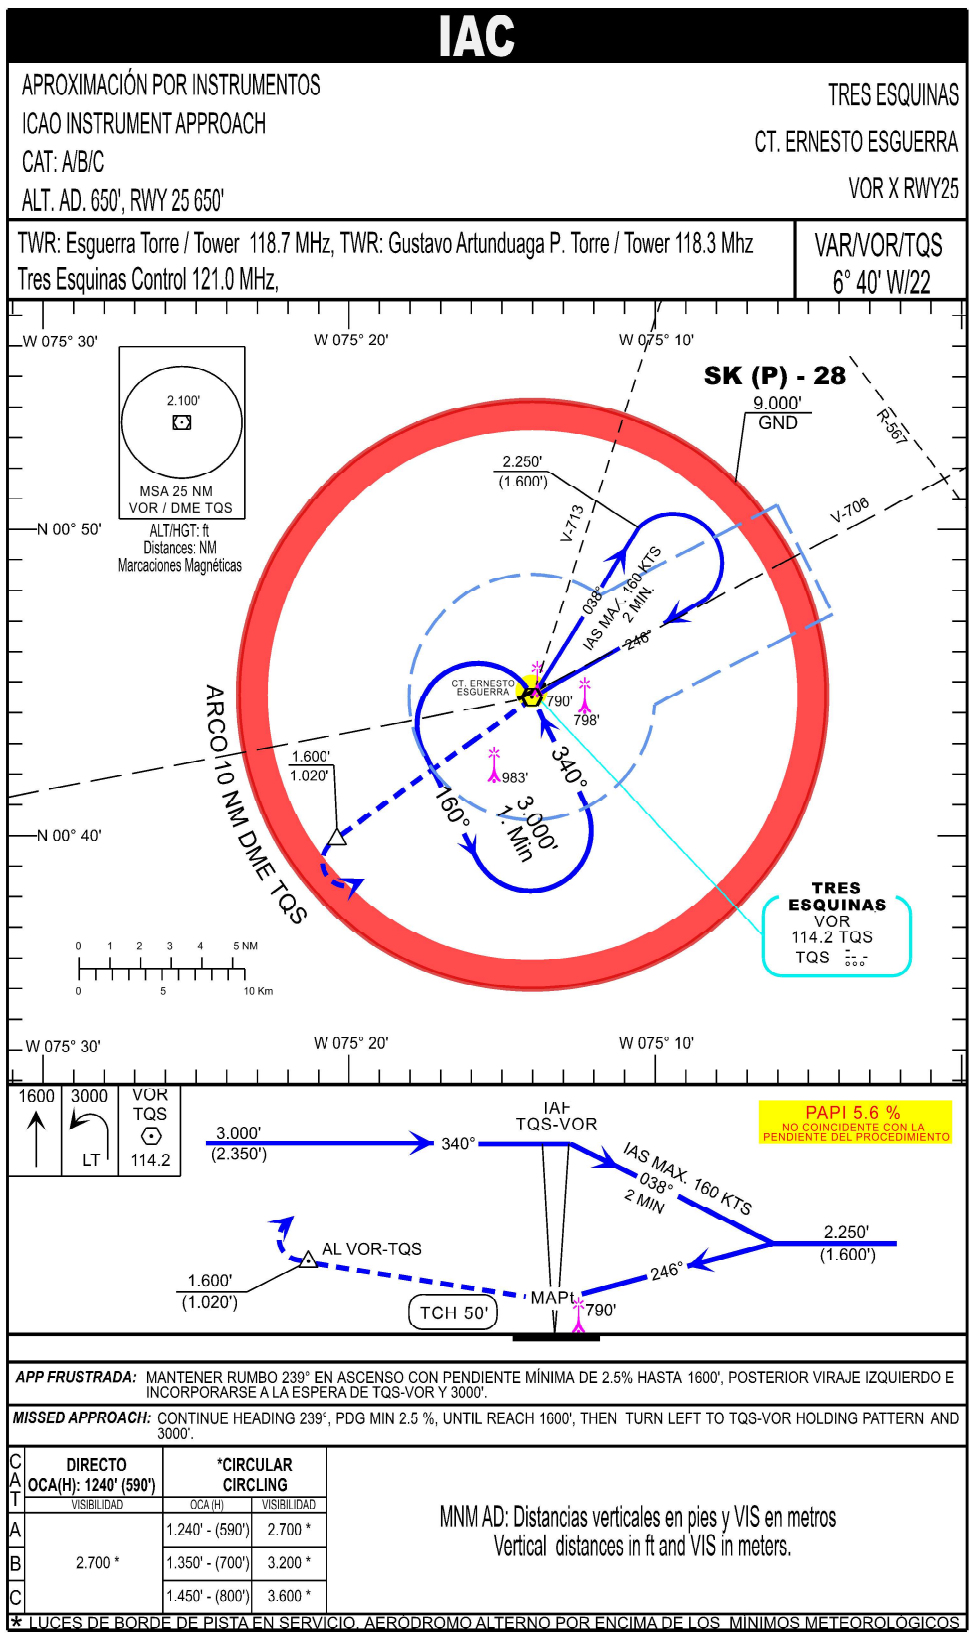 IAC
APROXIMACIÓN POR INSTRUMENTOS
ICAO INSTRUMENT APPROACH
CAT: A/B/C
ALT. AD. 650', RWY 25 650'
TRES ESQUINAS
CT. ERNESTO ESGUERRA
VOR X RWY25
TWR: Esguerra Torre / Tower 118.7 MHz, TWR: Gustavo Artunduaga P. Torre / Tower 118.3 Mhz
Tres Esquinas Control 121.0 MHz,
VAR/VOR/TQS
6° 40' W/22
W 075° 30'
W 075° 20'
W 075° 10'
2.100'
MSA 25 NM
VOR / DME TQS
ALT/HGT: ft
Distances: NM
Marcaciones Magnéticas
SK (P) - 28
9.000'
GND
R-567
V-706
V-713
2.250'
(1.600')
N 00° 50'
038°
IAS MA/. 160 KTS
2 MIN.
246°
CT. ERNESTO
ESGUERRA
790'
798'
983'
340°
160°
3.000'
1. Min
1.600'
1.020'
N 00° 40'
ARCO 10 NM DME TQS
TRES
ESQUINAS
VOR
114.2 TQS
TQS
0 1 2 3 4 5 NM
0 5 10 Km
W 075° 30'
W 075° 20'
W 075° 10'
1600
3000
LT
VOR
TQS
114.2
IAF
TQS-VOR
PAPI 5.6 %
NO COINCIDENTE CON LA
PENDIENTE DEL PROCEDIMIENTO
3.000'
(2.350')
340°
IAS MAX. 160 KTS
038°
2 MIN
2.250'
(1.600')
246°
AL VOR-TQS
1.600'
(1.020')
TCH 50'
MAPt
790'
APP FRUSTRADA: MANTENER RUMBO 239° EN ASCENSO CON PENDIENTE MÍNIMA DE 2.5% HASTA 1600', POSTERIOR VIRAJE IZQUIERDO E
INCORPORARSE A LA ESPERA DE TQS-VOR Y 3000'.
MISSED APPROACH: CONTINUE HEADING 239°, PDG MIN 2.5 %, UNTIL REACH 1600', THEN TURN LEFT TO TQS-VOR HOLDING PATTERN AND
3000'.
CAT
DIRECTO
OCA(H): 1240' (590')
VISIBILIDAD
*CIRCULAR
CIRCLING
OCA (H) VISIBILIDAD
A 1.240' - (590') 2.700 *
B 2.700 * 1.350' - (700') 3.200 *
C 1.450' - (800') 3.600 *
MNM AD: Distancias verticales en pies y VIS en metros
Vertical distances in ft and VIS in meters.
* LUCES DE BORDE DE PISTA EN SERVICIO. AERÓDROMO ALTERNO POR ENCIMA DE LOS MÍNIMOS METEOROLÓGICOS